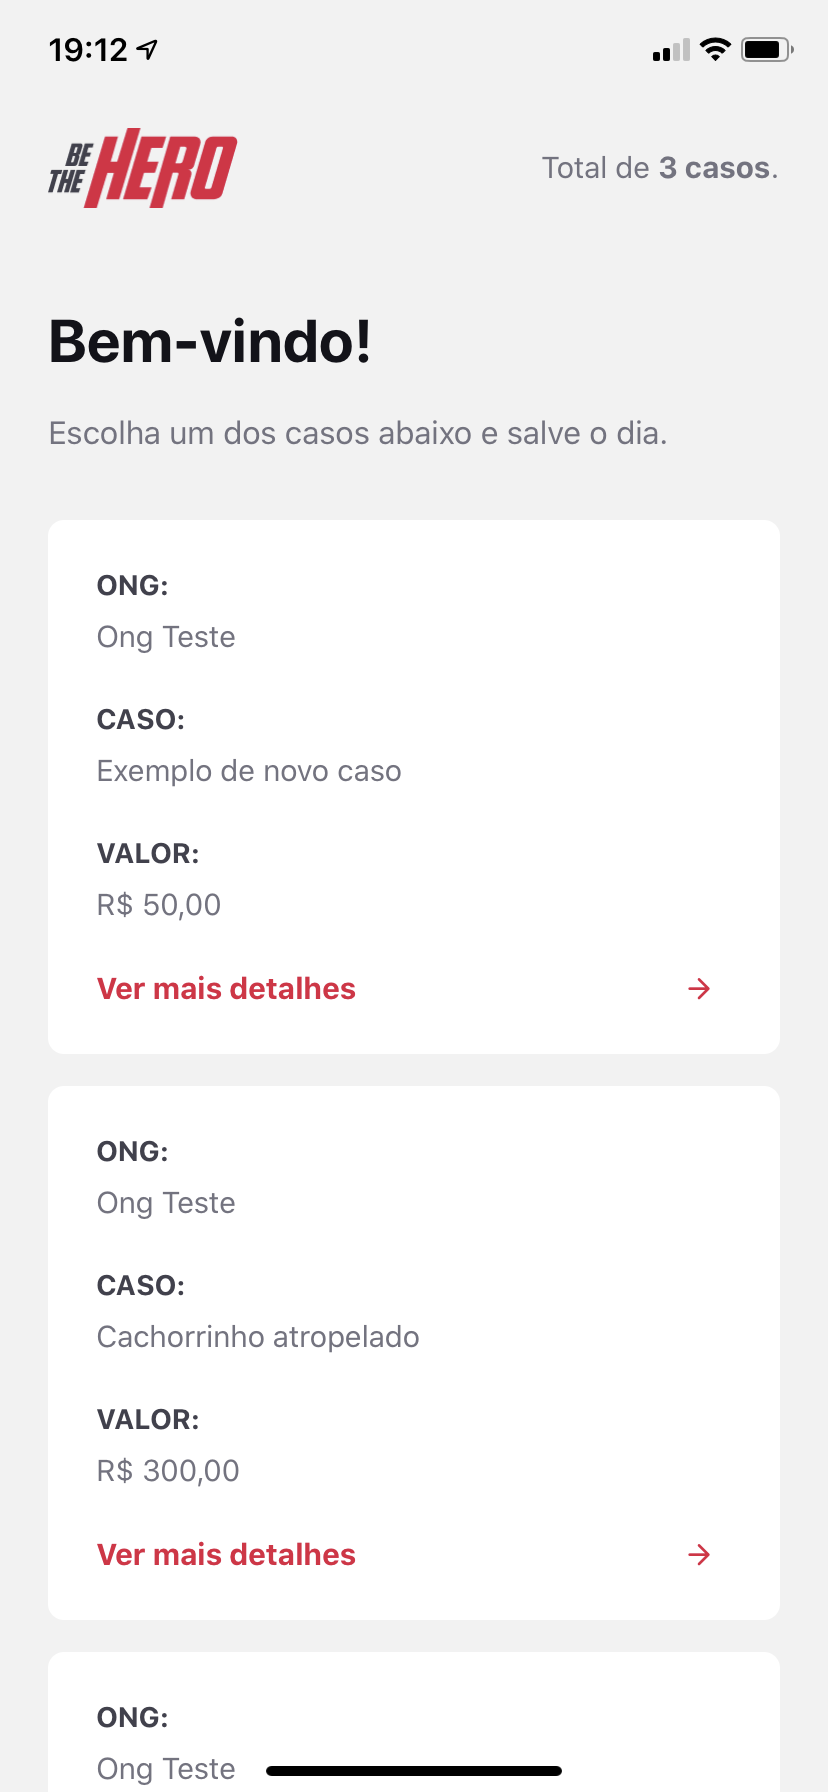 19:12
BE
THE HERO
Total de 3 casos.
Bem-vindo!
Escolha um dos casos abaixo e salve o dia.
ONG:
Ong Teste
CASO:
Exemplo de novo caso
VALOR:
R$ 50,00
Ver mais detalhes
ONG:
Ong Teste
CASO:
Cachorrinho atropelado
VALOR:
R$ 300,00
Ver mais detalhes
ONG:
Ong Teste